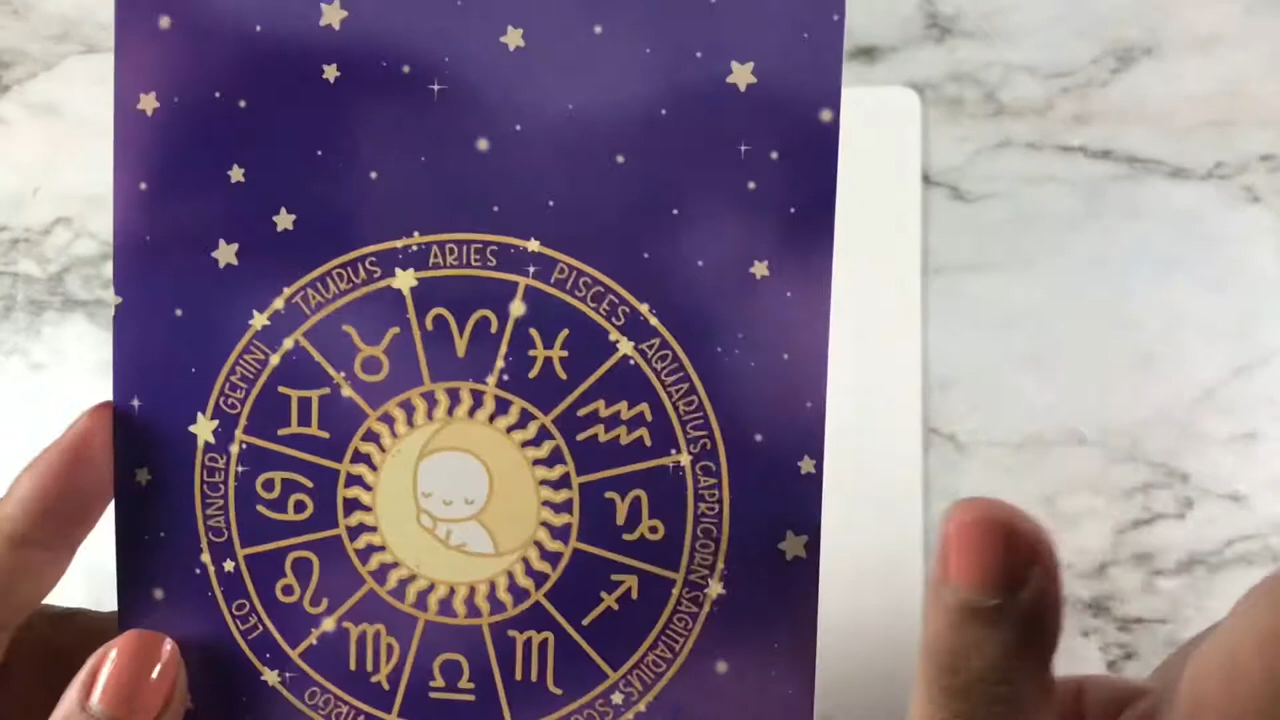 ARIES
PISCES
AQUARIUS
CAPRICORN
SAGITTARIUS
VIRGO
LEO
CANCER
GEMINI
TAURUS